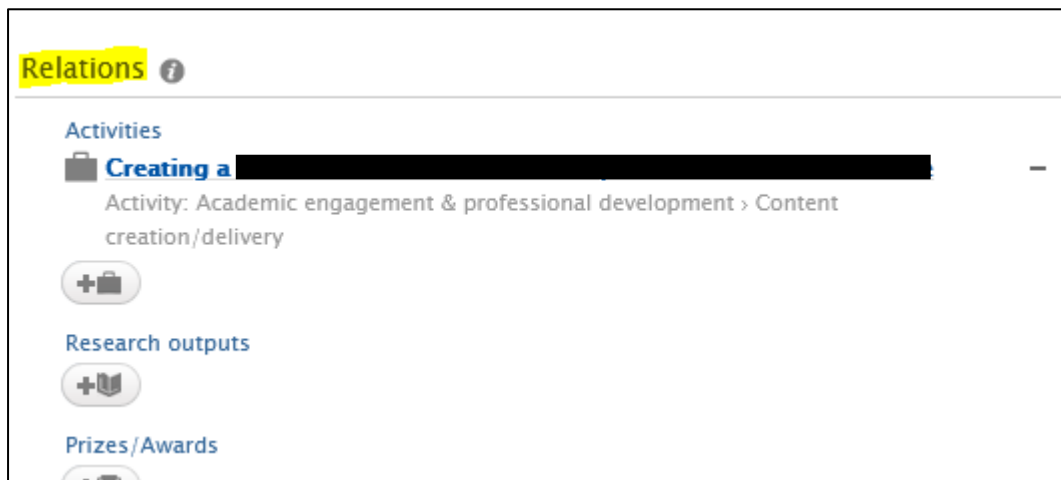 Relations
Activities
Creating a
Activity: Academic engagement & professional development › Content
creation/delivery
Research outputs
Prizes/Awards